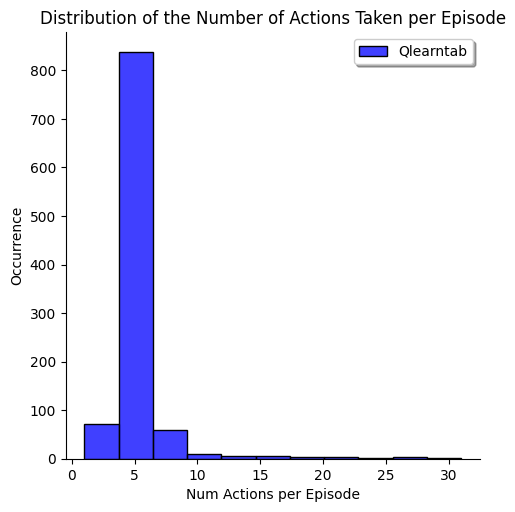 Distribution of the Number of Actions Taken per Episode
Qlearntab
800
700
600
500
400
300
200
100
0
Occurrence
0 5 10 15 20 25 30
Num Actions per Episode